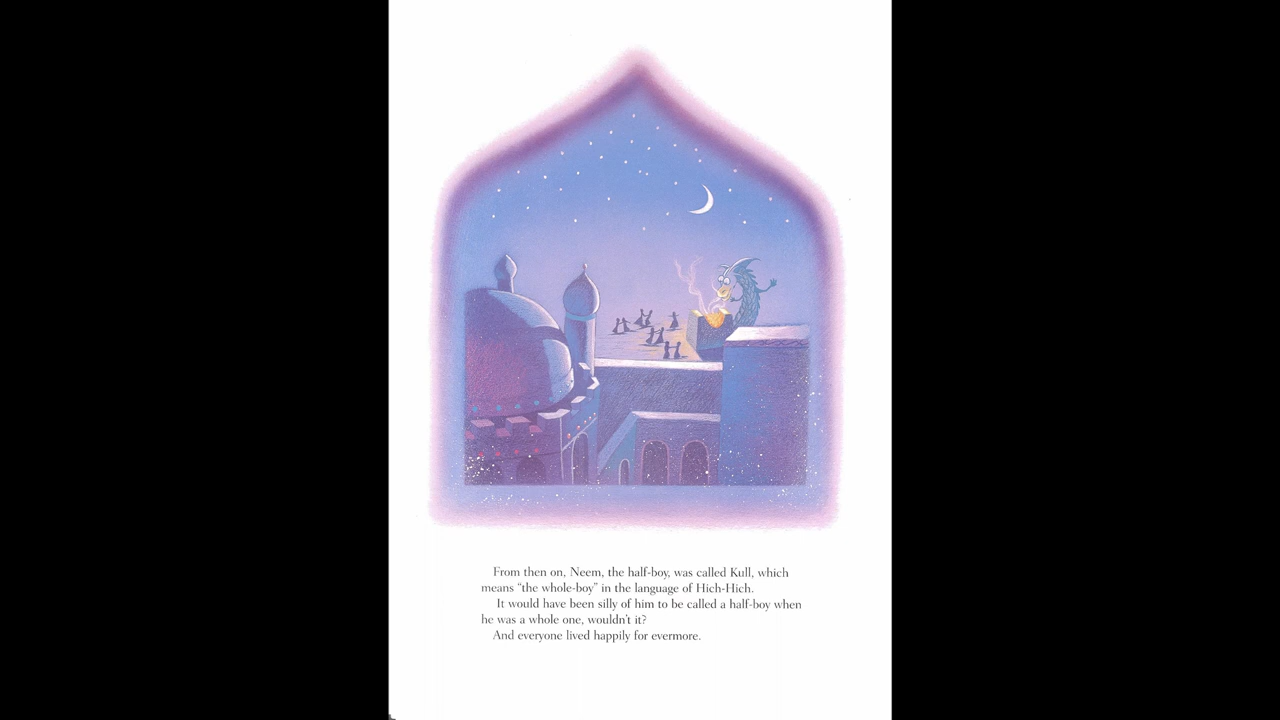 From then on, Neem, the half-boy, was called Kull, which
means “the whole-boy” in the language of Hich-Hich.
It would have been silly of him to be called a half-boy when
he was a whole one, wouldn’t it?
And everyone lived happily for evermore.